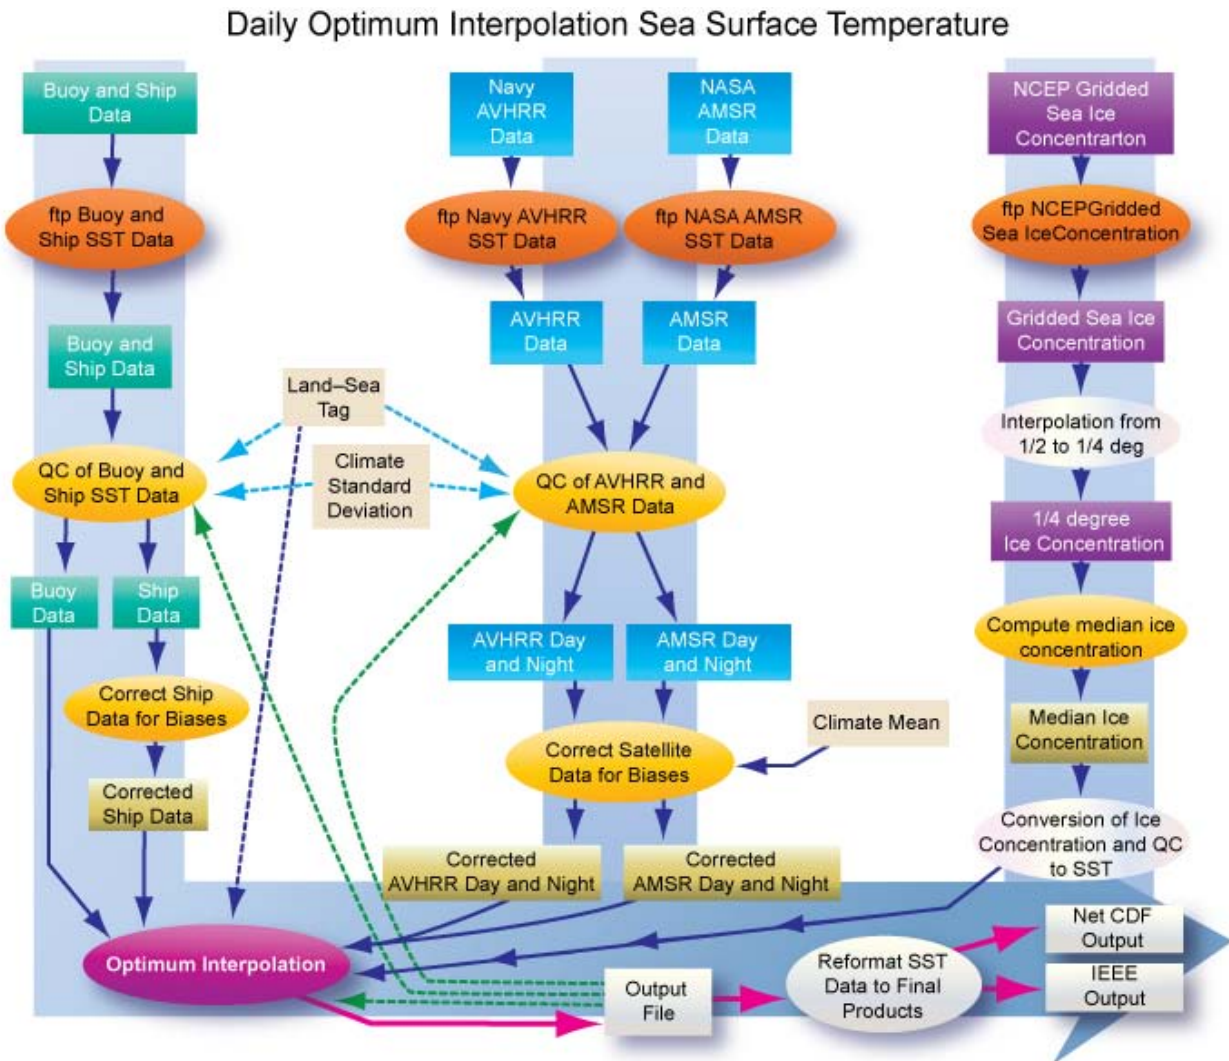 Daily Optimum Interpolation Sea Surface Temperature
Buoy and Ship
Data
Navy
AVHRR
Data
NASA
AMSR
Data
NCEP Gridded
Sea Ice
Concentrarton
ftp Buoy and
Ship SST Data
ftp Navy AVHRR
SST Data
ftp NASA AMSR
SST Data
ftp NCEPGridded
Sea IceConcentration
Buoy and
Ship Data
AVHRR
Data
AMSR
Data
Gridded Sea Ice
Concentration
Land–Sea
Tag
Interpolation from
1/2 to 1/4 deg
QC of Buoy and
Ship SST Data
Climate
Standard
Deviation
QC of AVHRR and
AMSR Data
1/4 degree
Ice Concentration
Buoy
Data
Ship
Data
AVHRR Day
and Night
AMSR Day
and Night
Compute median ice
concentration
Correct Ship
Data for Biases
Climate Mean
Median Ice
Concentration
Correct Satellite
Data for Biases
Corrected
Ship Data
Conversion of Ice
Concentration and QC
to SST
Corrected
AVHRR Day and Night
Corrected
AMSR Day and Night
Optimum Interpolation
Output
File
Reformat SST
Data to Final
Products
Net CDF
Output
IEEE
Output